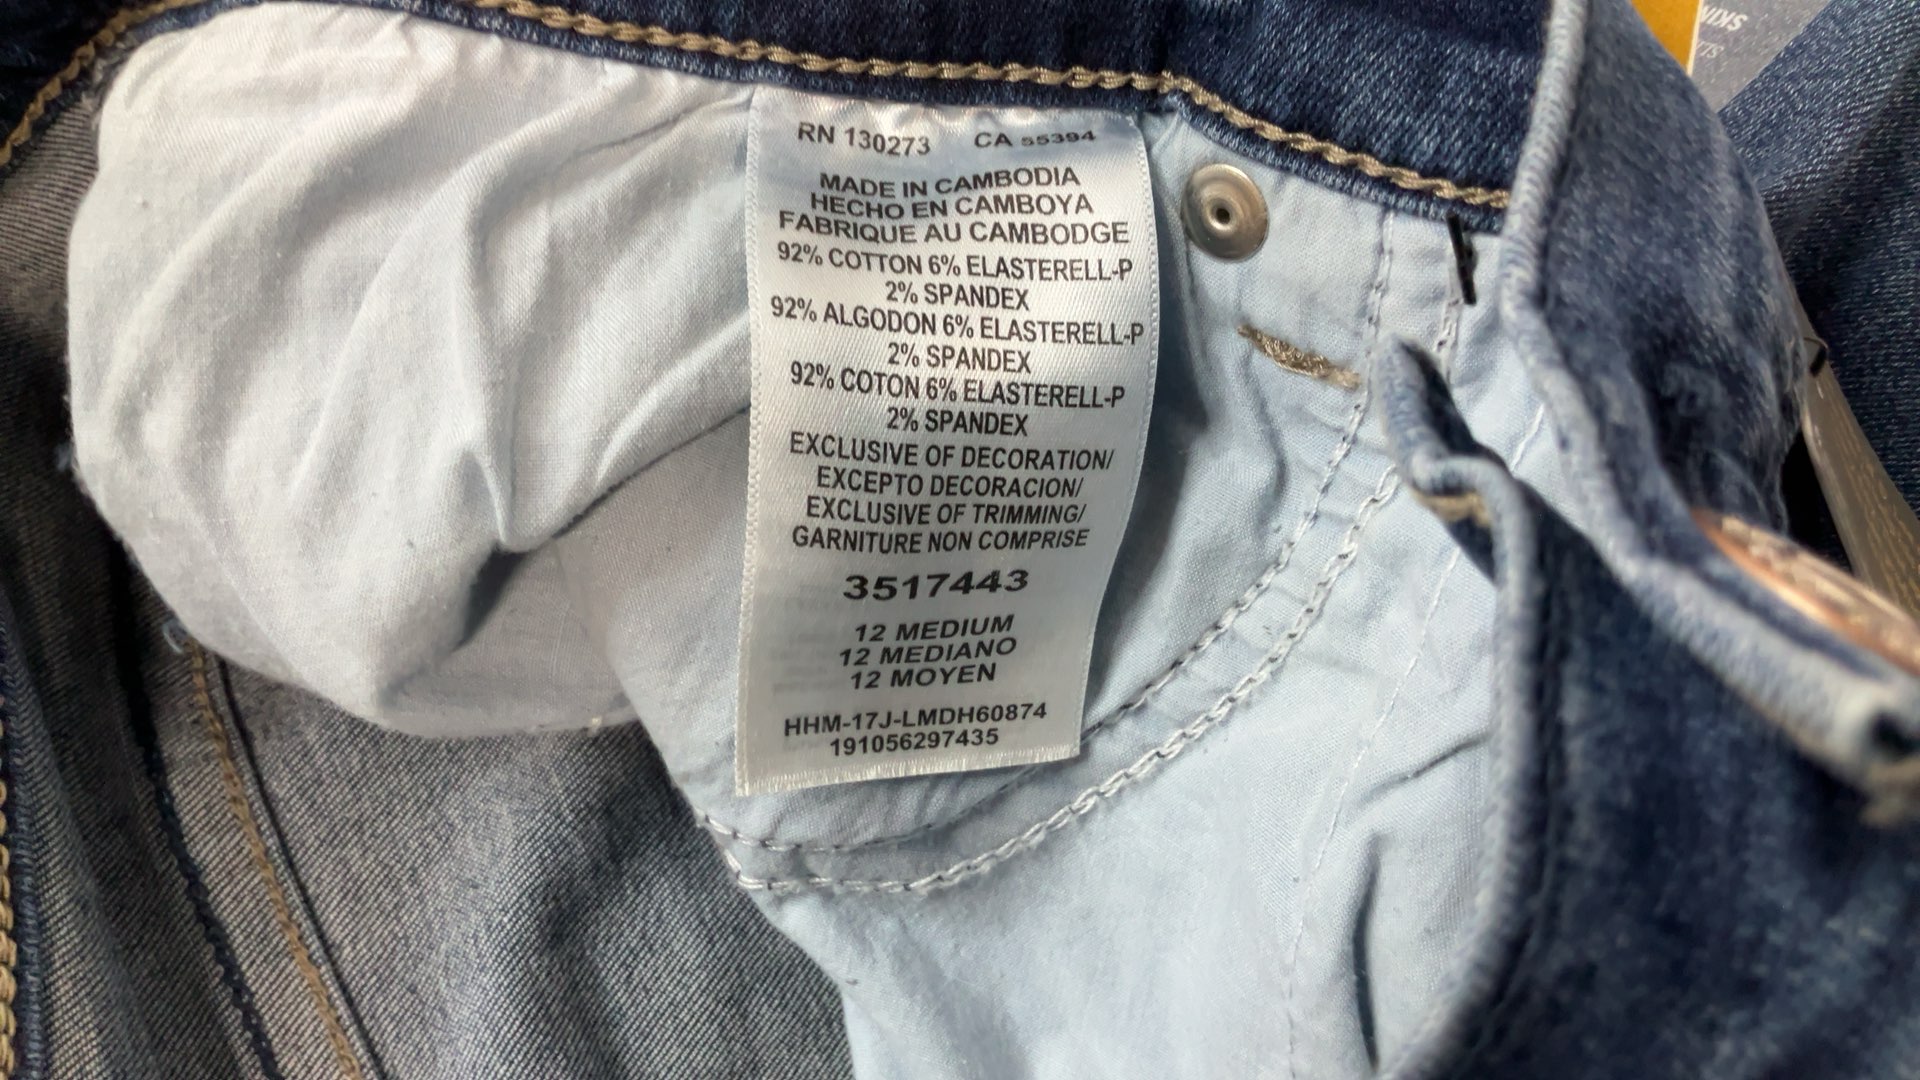 RN 130273 CA 55394
MADE IN CAMBODIA
HECHO EN CAMBOYA
FABRIQUE AU CAMBODGE
92% COTTON 6% ELASTERELL-P
2% SPANDEX
92% ALGODON 6% ELASTERELL-P
2% SPANDEX
92% COTON 6% ELASTERELL-P
2% SPANDEX
EXCLUSIVE OF DECORATION/
EXCEPTO DECORACION/
EXCLUSIVE OF TRIMMING/
GARNITURE NON COMPRISE
3517443
12 MEDIUM
12 MEDIANO
12 MOYEN
HHM-17J-LMDH60874
191056297435